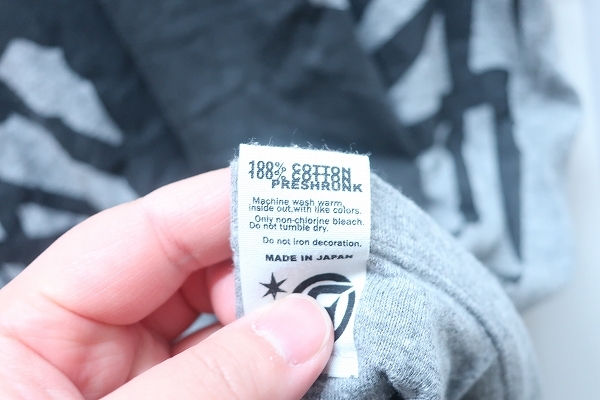 100% COTTON
100% COTTON
PRESHRUNK
Machine wash warm,
inside out,with like colors.
Only non-chlorine bleach.
Do not tumble dry.
Do not iron decoration.
MADE IN JAPAN